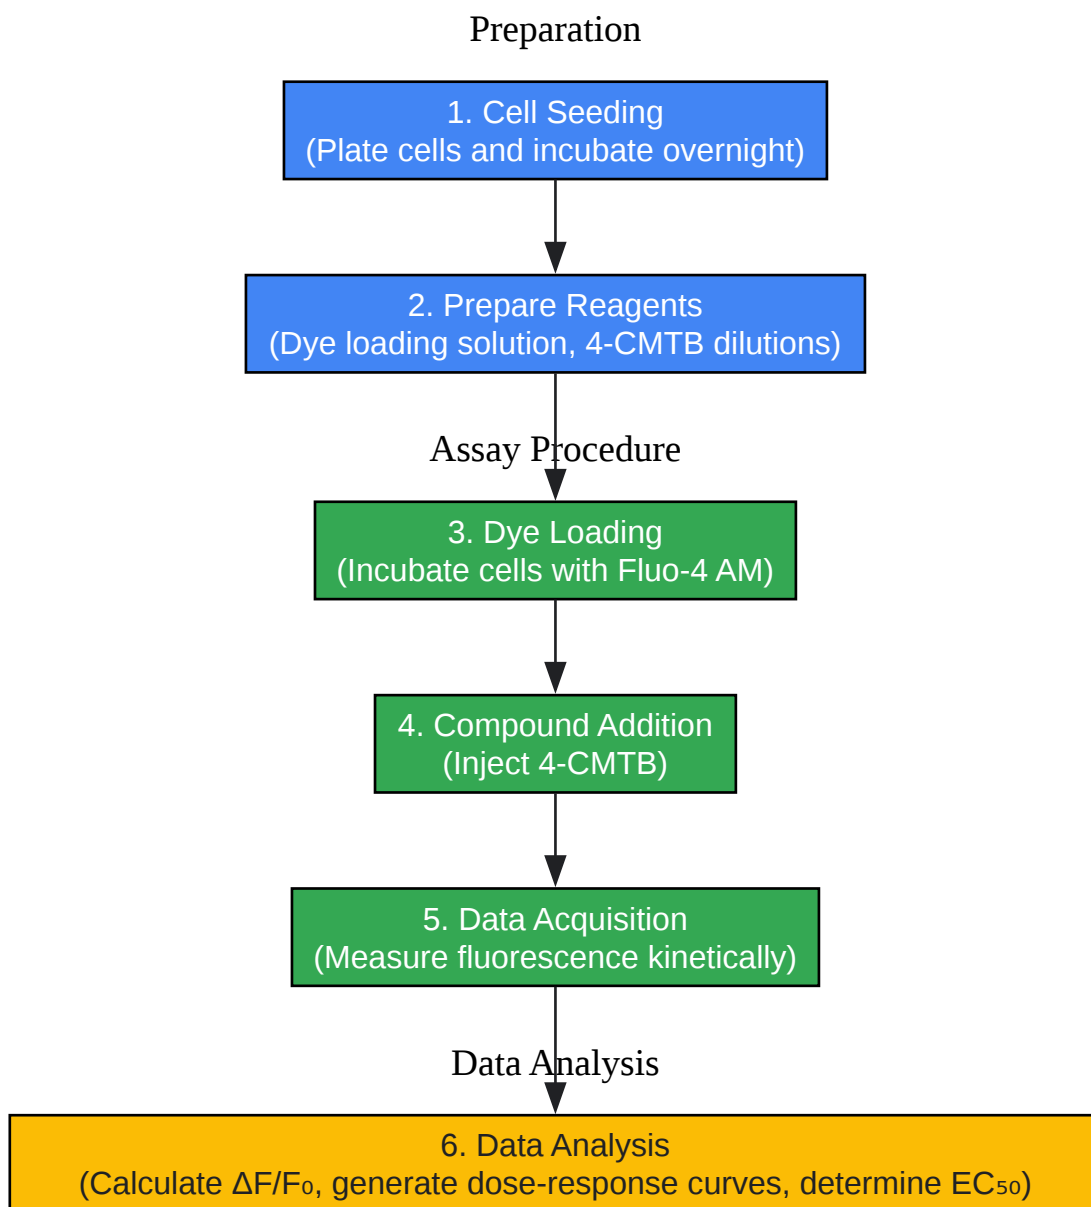 Preparation
1. Cell Seeding
(Plate cells and incubate overnight)
2. Prepare Reagents
(Dye loading solution, 4-CMTB dilutions)
Assay Procedure
3. Dye Loading
(Incubate cells with Fluo-4 AM)
4. Compound Addition
(Inject 4-CMTB)
5. Data Acquisition
(Measure fluorescence kinetically)
Data Analysis
6. Data Analysis
(Calculate ΔF/F₀, generate dose-response curves, determine EC₅₀)